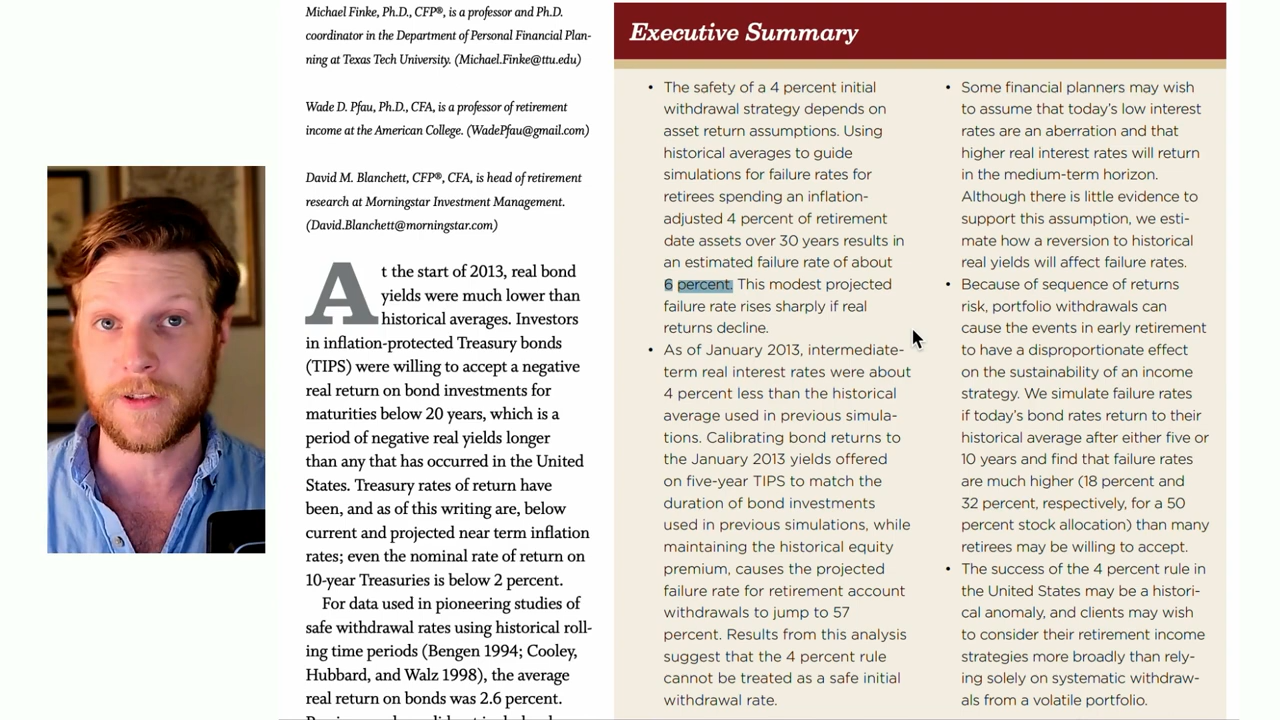 Michael Finke, Ph.D., CFP®, is a professor and Ph.D.
coordinator in the Department of Personal Financial Plan-
ning at Texas Tech University. (Michael.Finke@ttu.edu)
Wade D. Pfau, Ph.D., CFA, is a professor of retirement
income at the American College. (WadePfau@gmail.com)
David M. Blanchett, CFP®, CFA, is head of retirement
research at Morningstar Investment Management.
(David.Blanchett@morningstar.com)
At the start of 2013, real bond
yields were much lower than
historical averages. Investors
in inflation-protected Treasury bonds
(TIPS) were willing to accept a negative
real return on bond investments for
maturities below 20 years, which is a
period of negative real yields longer
than any that has occurred in the United
States. Treasury rates of return have
been, and as of this writing are, below
current and projected near term inflation
rates; even the nominal rate of return on
10-year Treasuries is below 2 percent.
For data used in pioneering studies of
safe withdrawal rates using historical roll-
ing time periods (Bengen 1994; Cooley,
Hubbard, and Walz 1998), the average
real return on bonds was 2.6 percent.
Executive Summary
• The safety of a 4 percent initial
withdrawal strategy depends on
asset return assumptions. Using
historical averages to guide
simulations for failure rates for
retirees spending an inflation-
adjusted 4 percent of retirement
date assets over 30 years results in
an estimated failure rate of about
6 percent. This modest projected
failure rate rises sharply if real
returns decline.
• As of January 2013, intermediate-
term real interest rates were about
4 percent less than the historical
average used in previous simula-
tions. Calibrating bond returns to
the January 2013 yields offered
on five-year TIPS to match the
duration of bond investments
used in previous simulations, while
maintaining the historical equity
premium, causes the projected
failure rate for retirement account
withdrawals to jump to 57
percent. Results from this analysis
suggest that the 4 percent rule
cannot be treated as a safe initial
withdrawal rate.
• Some financial planners may wish
to assume that today's low interest
rates are an aberration and that
higher real interest rates will return
in the medium-term horizon.
Although there is little evidence to
support this assumption, we esti-
mate how a reversion to historical
real yields will affect failure rates.
• Because of sequence of returns
risk, portfolio withdrawals can
cause the events in early retirement
to have a disproportionate effect
on the sustainability of an income
strategy. We simulate failure rates
if today's bond rates return to their
historical average after either five or
10 years and find that failure rates
are much higher (18 percent and
32 percent, respectively, for a 50
percent stock allocation) than many
retirees may be willing to accept.
• The success of the 4 percent rule in
the United States may be a histori-
cal anomaly, and clients may wish
to consider their retirement income
strategies more broadly than rely-
ing solely on systematic withdraw-
als from a volatile portfolio.